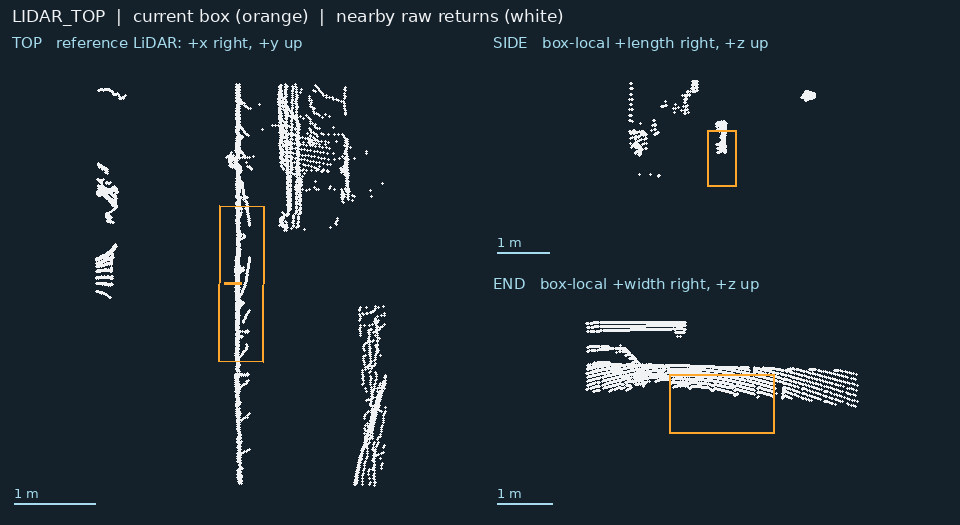 LIDAR_TOP | current box (orange) | nearby raw returns (white)
TOP reference LiDAR: +x right, +y up
SIDE box-local +length right, +z up
1 m
END box-local +width right, +z up
1 m
1 m